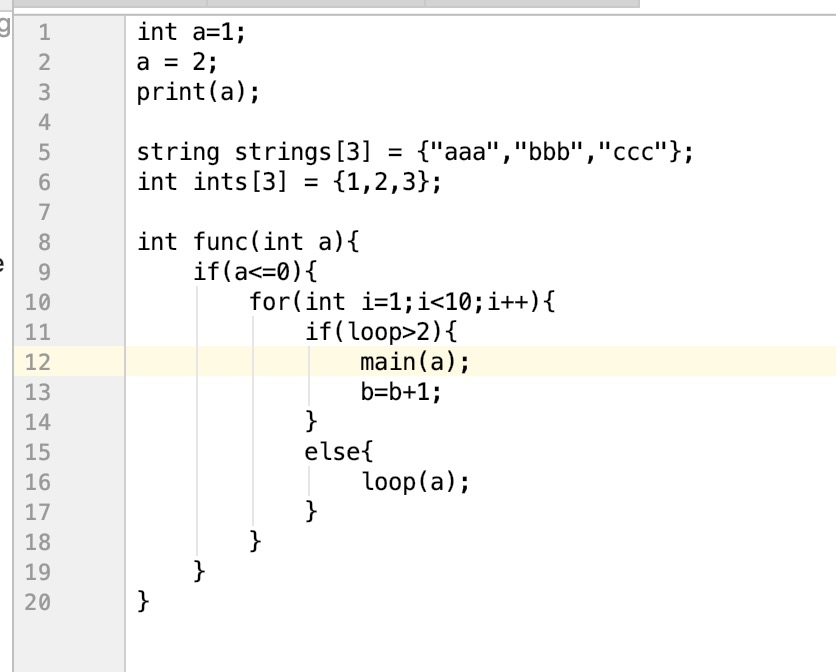 g
1 int a=1;
2 a = 2;
3 print(a);
4
5 string strings[3] = {"aaa","bbb","ccc"};
6 int ints[3] = {1,2,3};
7
8 int func(int a){
e
9     if(a<=0){
10         for(int i=1;i<10;i++){
11             if(loop>2){
12                 main(a);
13                 b=b+1;
14             }
15             else{
16                 loop(a);
17             }
18         }
19     }
20 }